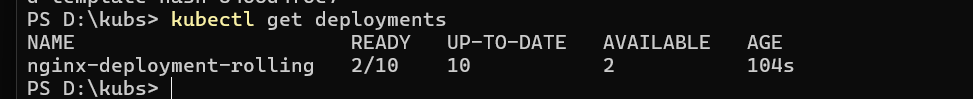 PS D:\kubs> kubectl get deployments
NAME READY UP-TO-DATE AVAILABLE AGE
nginx-deployment-rolling 2/10 10 2 104s
PS D:\kubs>